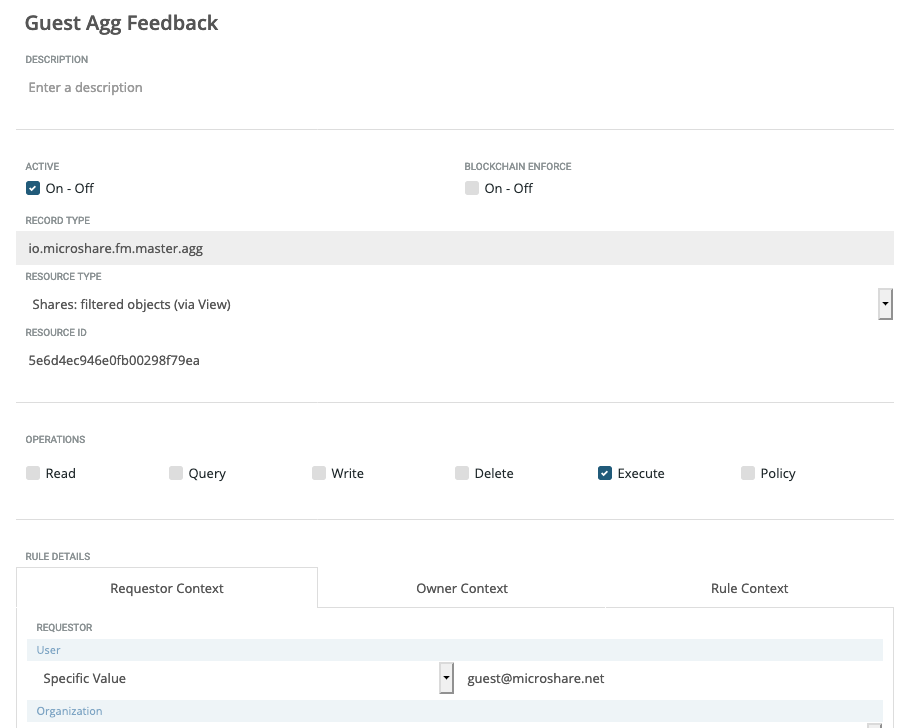 Guest Agg Feedback
DESCRIPTION
Enter a description
ACTIVE BLOCKCHAIN ENFORCE
On - Off On - Off
RECORD TYPE
io.microshare.fm.master.agg
RESOURCE TYPE
Shares: filtered objects (via View)
RESOURCE ID
5e6d4ec946e0fb00298f79ea
OPERATIONS
Read Query Write Delete Execute Policy
RULE DETAILS
Requestor Context Owner Context Rule Context
REQUESTOR
User
Specific Value guest@microshare.net
Organization